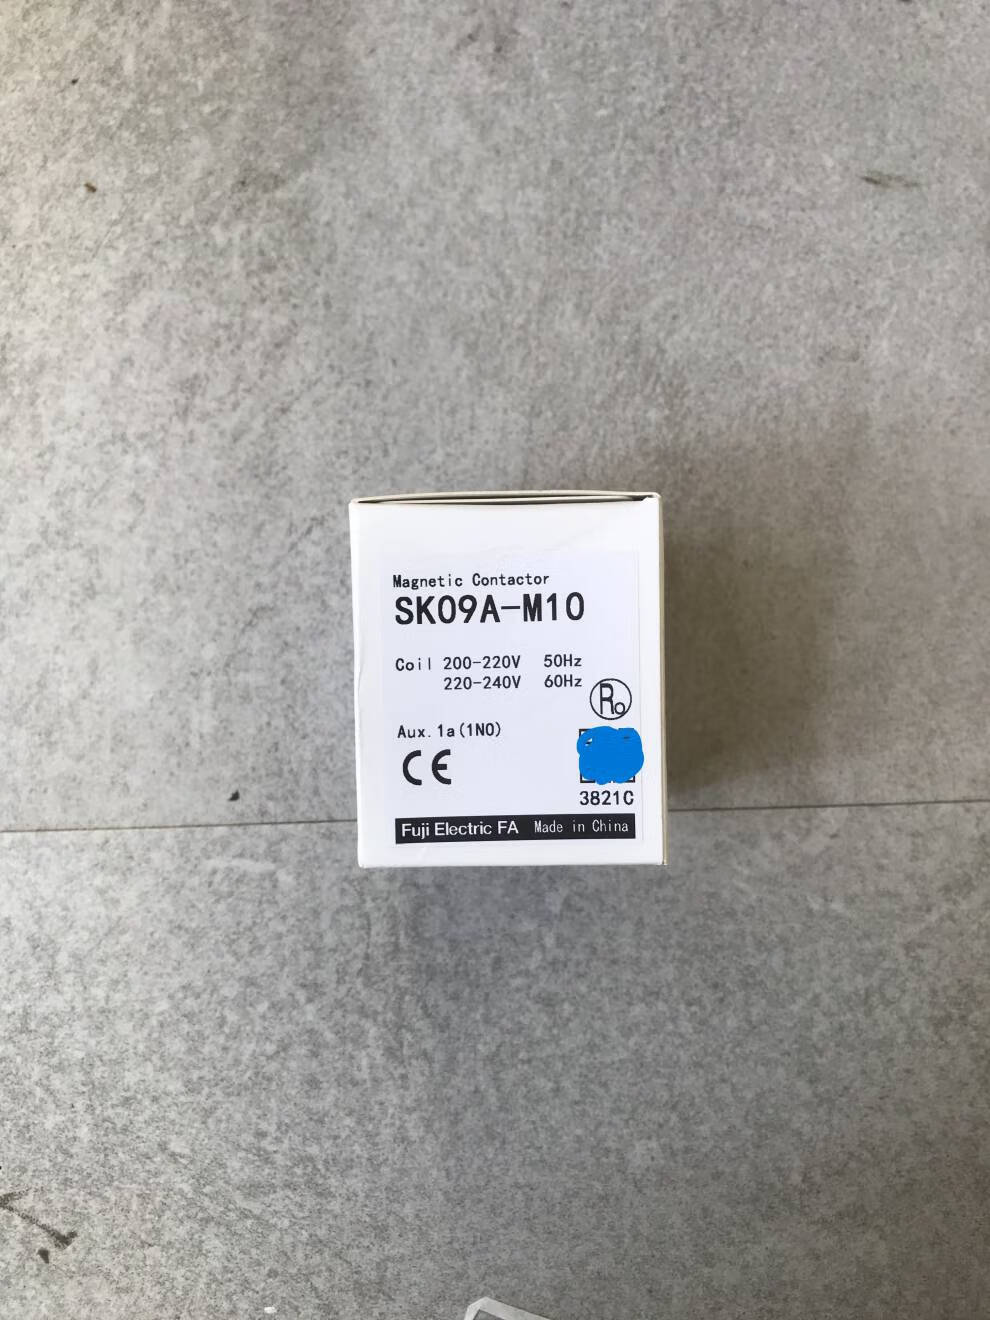 Magnetic Contactor
SK09A-M10
Coil 200-220V 50Hz
220-240V 60Hz
Ro
Aux.1a(1NO)
CE
3821C
Fuji Electric FA Made in China